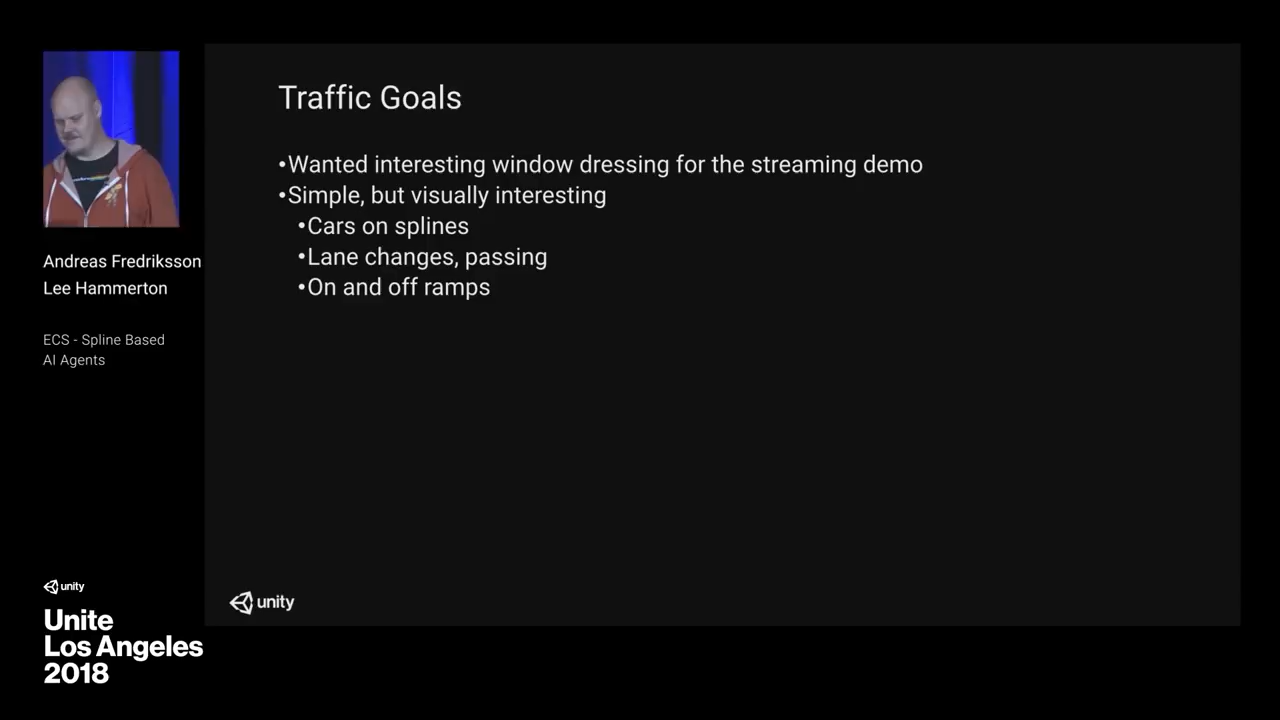 Traffic Goals
•Wanted interesting window dressing for the streaming demo
•Simple, but visually interesting
•Cars on splines
•Lane changes, passing
•On and off ramps
Andreas Fredriksson
Lee Hammerton
ECS - Spline Based
AI Agents
unity
Unite
Los Angeles
2018
unity